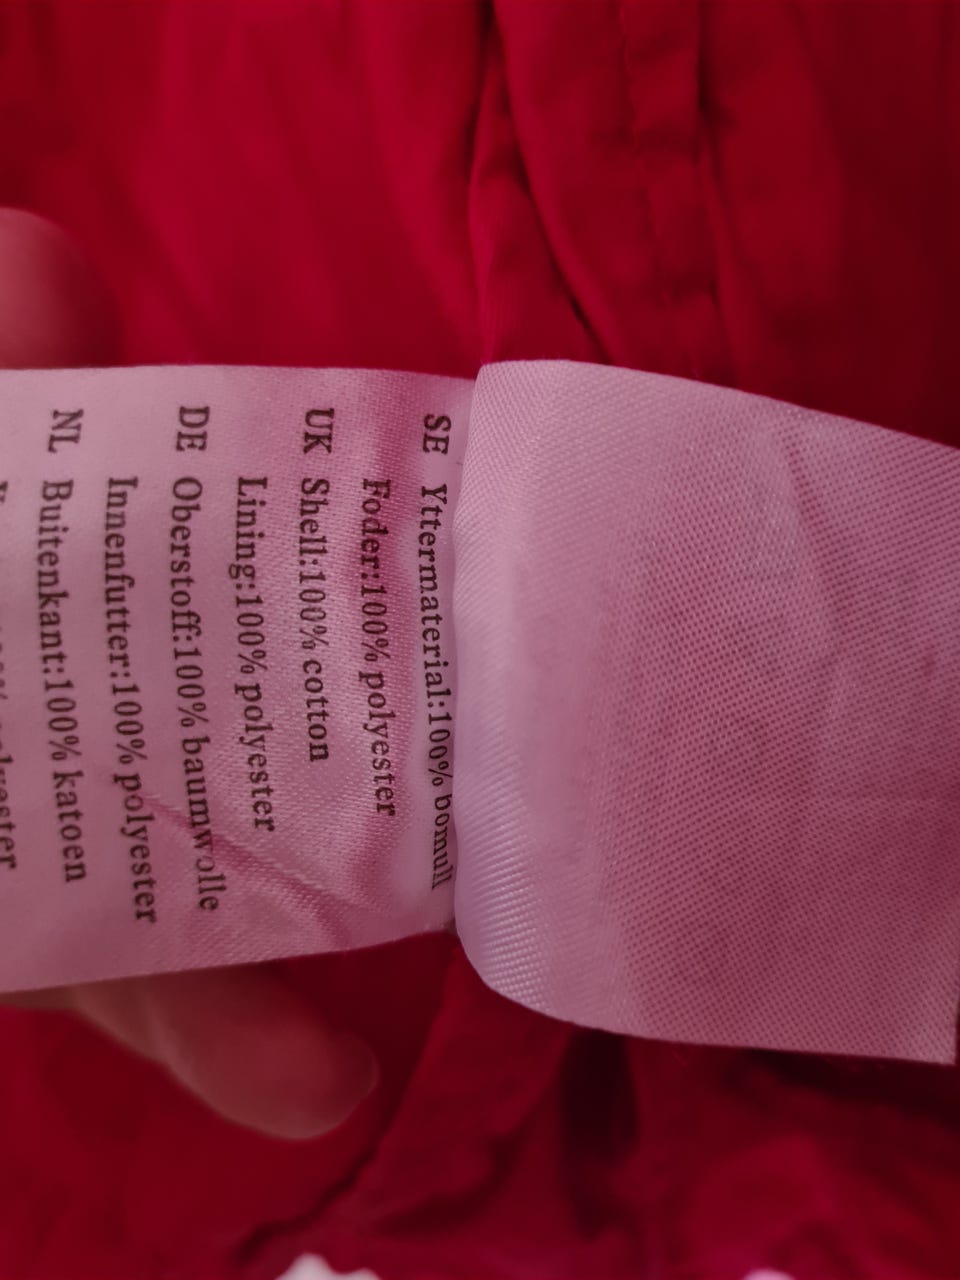 SE Yttermaterial:100% bomull
Foder:100% polyester
UK Shell:100% cotton
Lining:100% polyester
DE Oberstoff:100% baumwolle
Innenfutter:100% polyester
NL Buitenkant:100% katoen